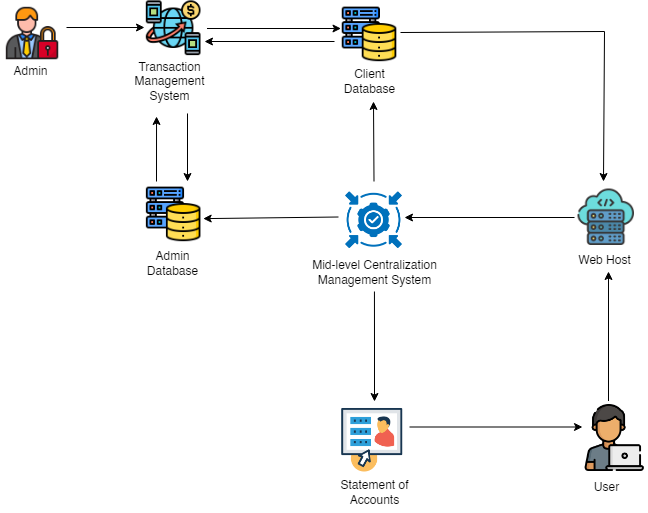 Admin
Transaction
Management
System
Client
Database
Admin
Database
Mid-level Centralization
Management System
Web Host
Statement of
Accounts
User